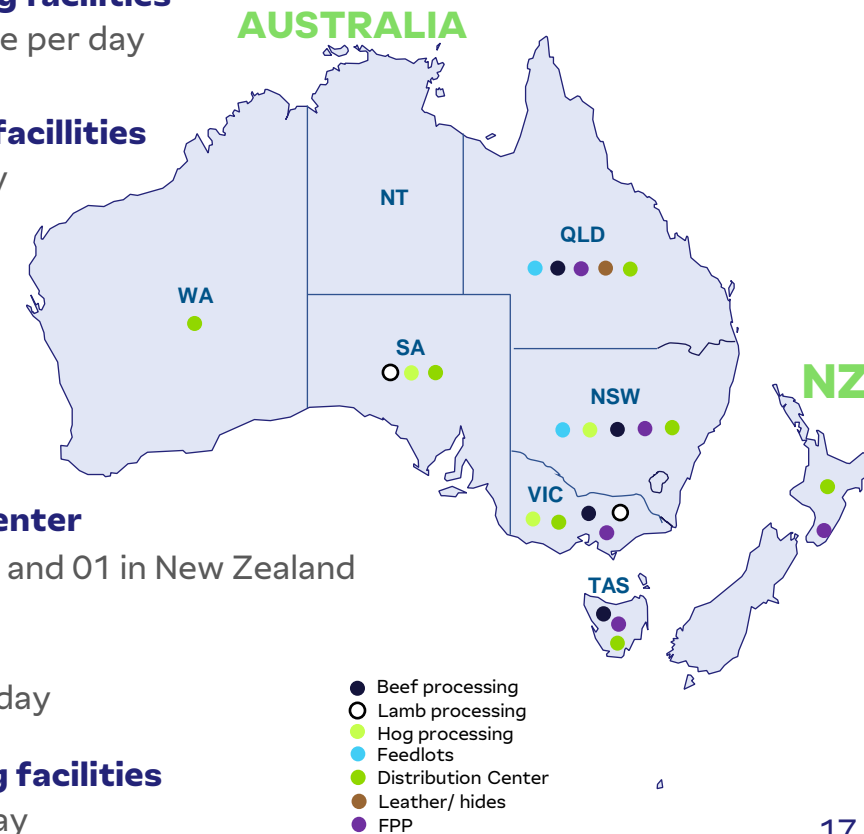 g facilities
AUSTRALIA
e per day
facillities
y
NT
QLD
WA
SA
NZ
NSW
VIC
enter
and 01 in New Zealand
TAS
Beef processing
day
Lamb processing
Hog processing
Feedlots
g facilities
Distribution Center
Leather/ hides
ay
FPP
17